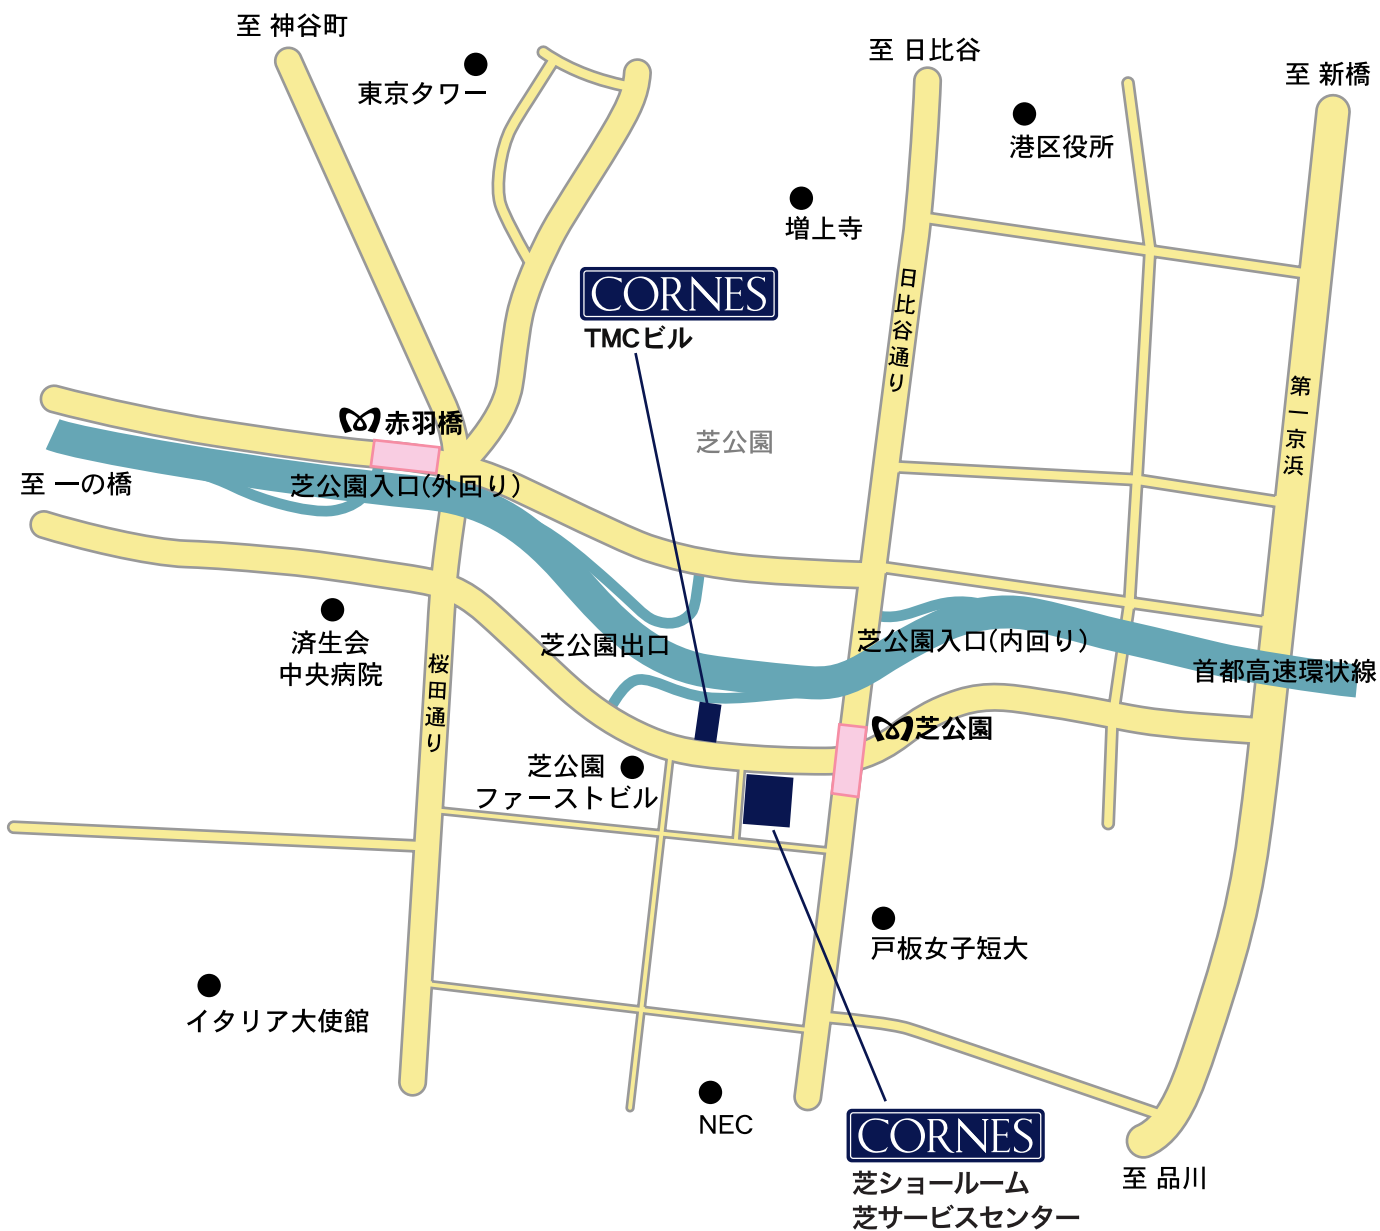 至 神谷町
至 日比谷
至 新橋
東京タワー
港区役所
増上寺
CORNES
TMCビル
日比谷通り
第一京浜
赤羽橋
芝公園
至 一の橋
芝公園入口(外回り)
済生会
中央病院
芝公園出口
芝公園入口(内回り)
首都高速環状線
桜田通り
芝公園
芝公園
ファーストビル
戸板女子短大
イタリア大使館
NEC
CORNES
芝ショールーム
芝サービスセンター
至 品川